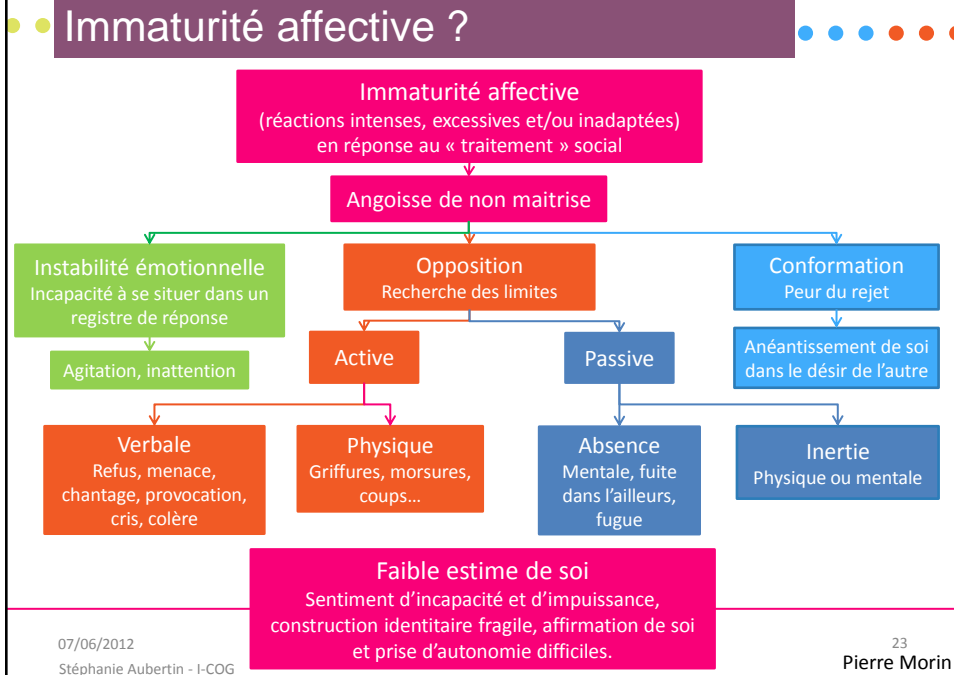 Immaturité affective ?
Immaturité affective
(réactions intenses, excessives et/ou inadaptées)
en réponse au « traitement » social
Angoisse de non maitrise
Instabilité émotionnelle
Incapacité à se situer dans un
registre de réponse
Opposition
Recherche des limites
Conformation
Peur du rejet
Agitation, inattention
Active
Passive
Anéantissement de soi
dans le désir de l’autre
Verbale
Refus, menace,
chantage, provocation,
cris, colère
Physique
Griffures, morsures,
coups…
Absence
Mentale, fuite
dans l’ailleurs,
fugue
Inertie
Physique ou mentale
Faible estime de soi
Sentiment d’incapacité et d’impuissance,
construction identitaire fragile, affirmation de soi
et prise d’autonomie difficiles.
07/06/2012
Stéphanie Aubertin - I-COG
23
Pierre Morin